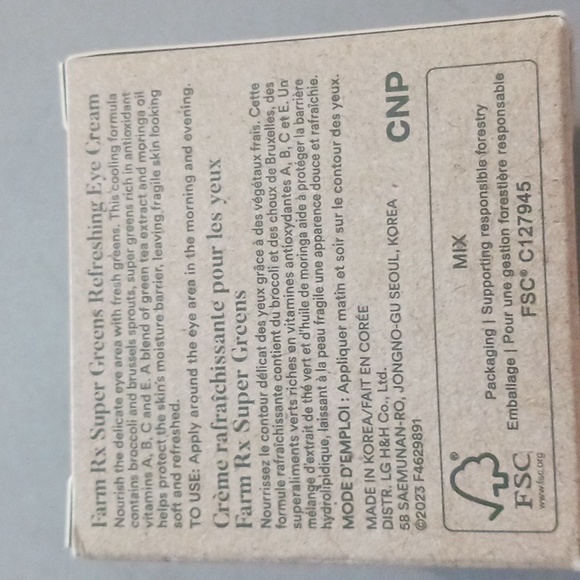 Farm Rx Super Greens Refreshing Eye Cream
Nourish the delicate eye area with fresh greens. This cooling formula
contains broccoli and brussels sprouts, super greens rich in antioxidant
vitamins A, B, C and E. A blend of green tea extract and moringa oil
helps protect the skin's moisture barrier, leaving fragile skin looking
soft and refreshed.
TO USE: Apply around the eye area in the morning and evening.
Crème rafraîchissante pour les yeux
Farm Rx Super Greens
Nourrissez le contour délicat des yeux grâce à des végétaux frais. Cette
formule rafraîchissante contient du brocoli et des choux de Bruxelles, des
superaliments verts riches en vitamines antioxydantes A, B, C et E. Un
mélange d'extrait de thé vert et d'huile de moringa aide à protéger la barrière
hydrolipidique, laissant à la peau fragile une apparence douce et rafraîchie.
MODE D'EMPLOI : Appliquer matin et soir sur le contour des yeux.
MADE IN KOREA/FAIT EN CORÉE
DISTR. LG H&H Co., Ltd.
58 SAEMUNAN-RO, JONGNO-GU SEOUL, KOREA
©2023 F4629891
CNP
FSC
www.fsc.org
MIX
Packaging | Supporting responsible forestry
Emballage | Pour une gestion forestière responsable
FSC® C127945